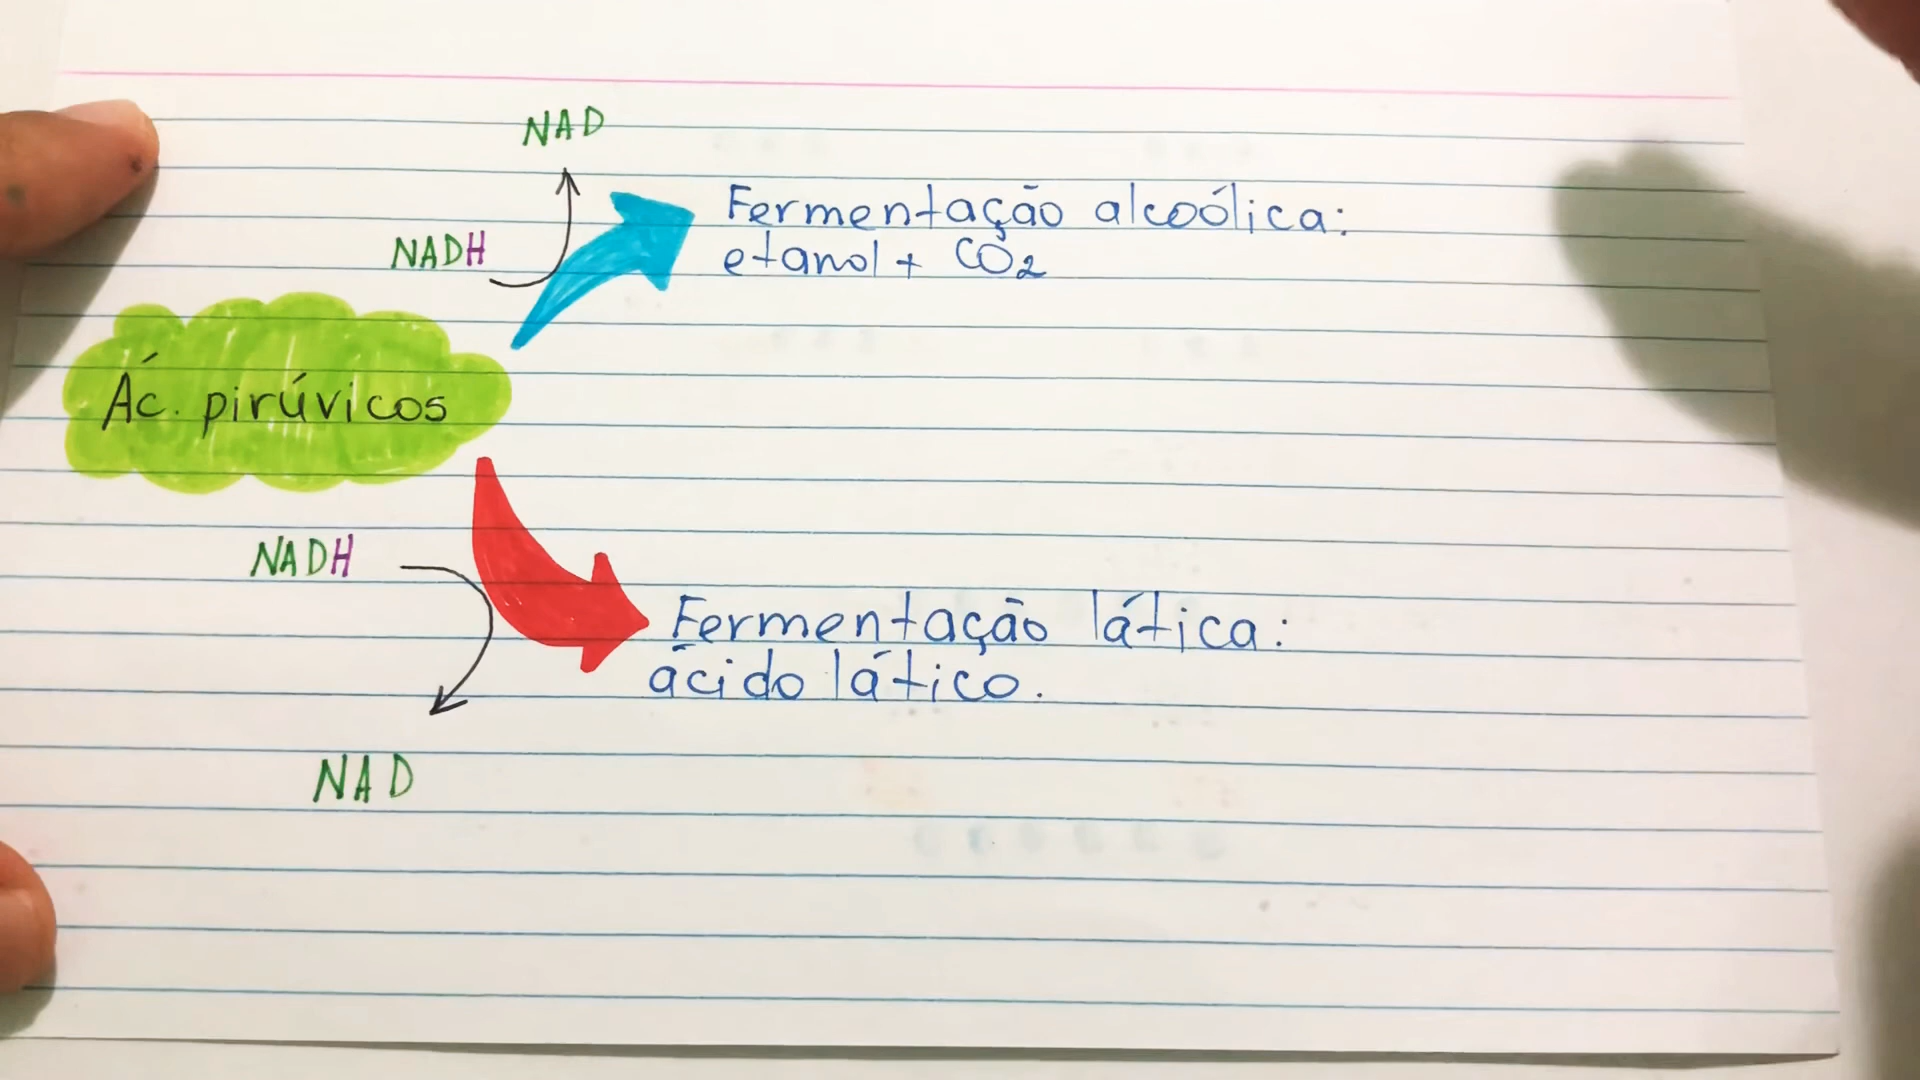 NAD
NADH
Fermentação alcoólica:
etanol + CO2
Ác. pirúvicos
NADH
Fermentação lática:
ácido lático.
NAD